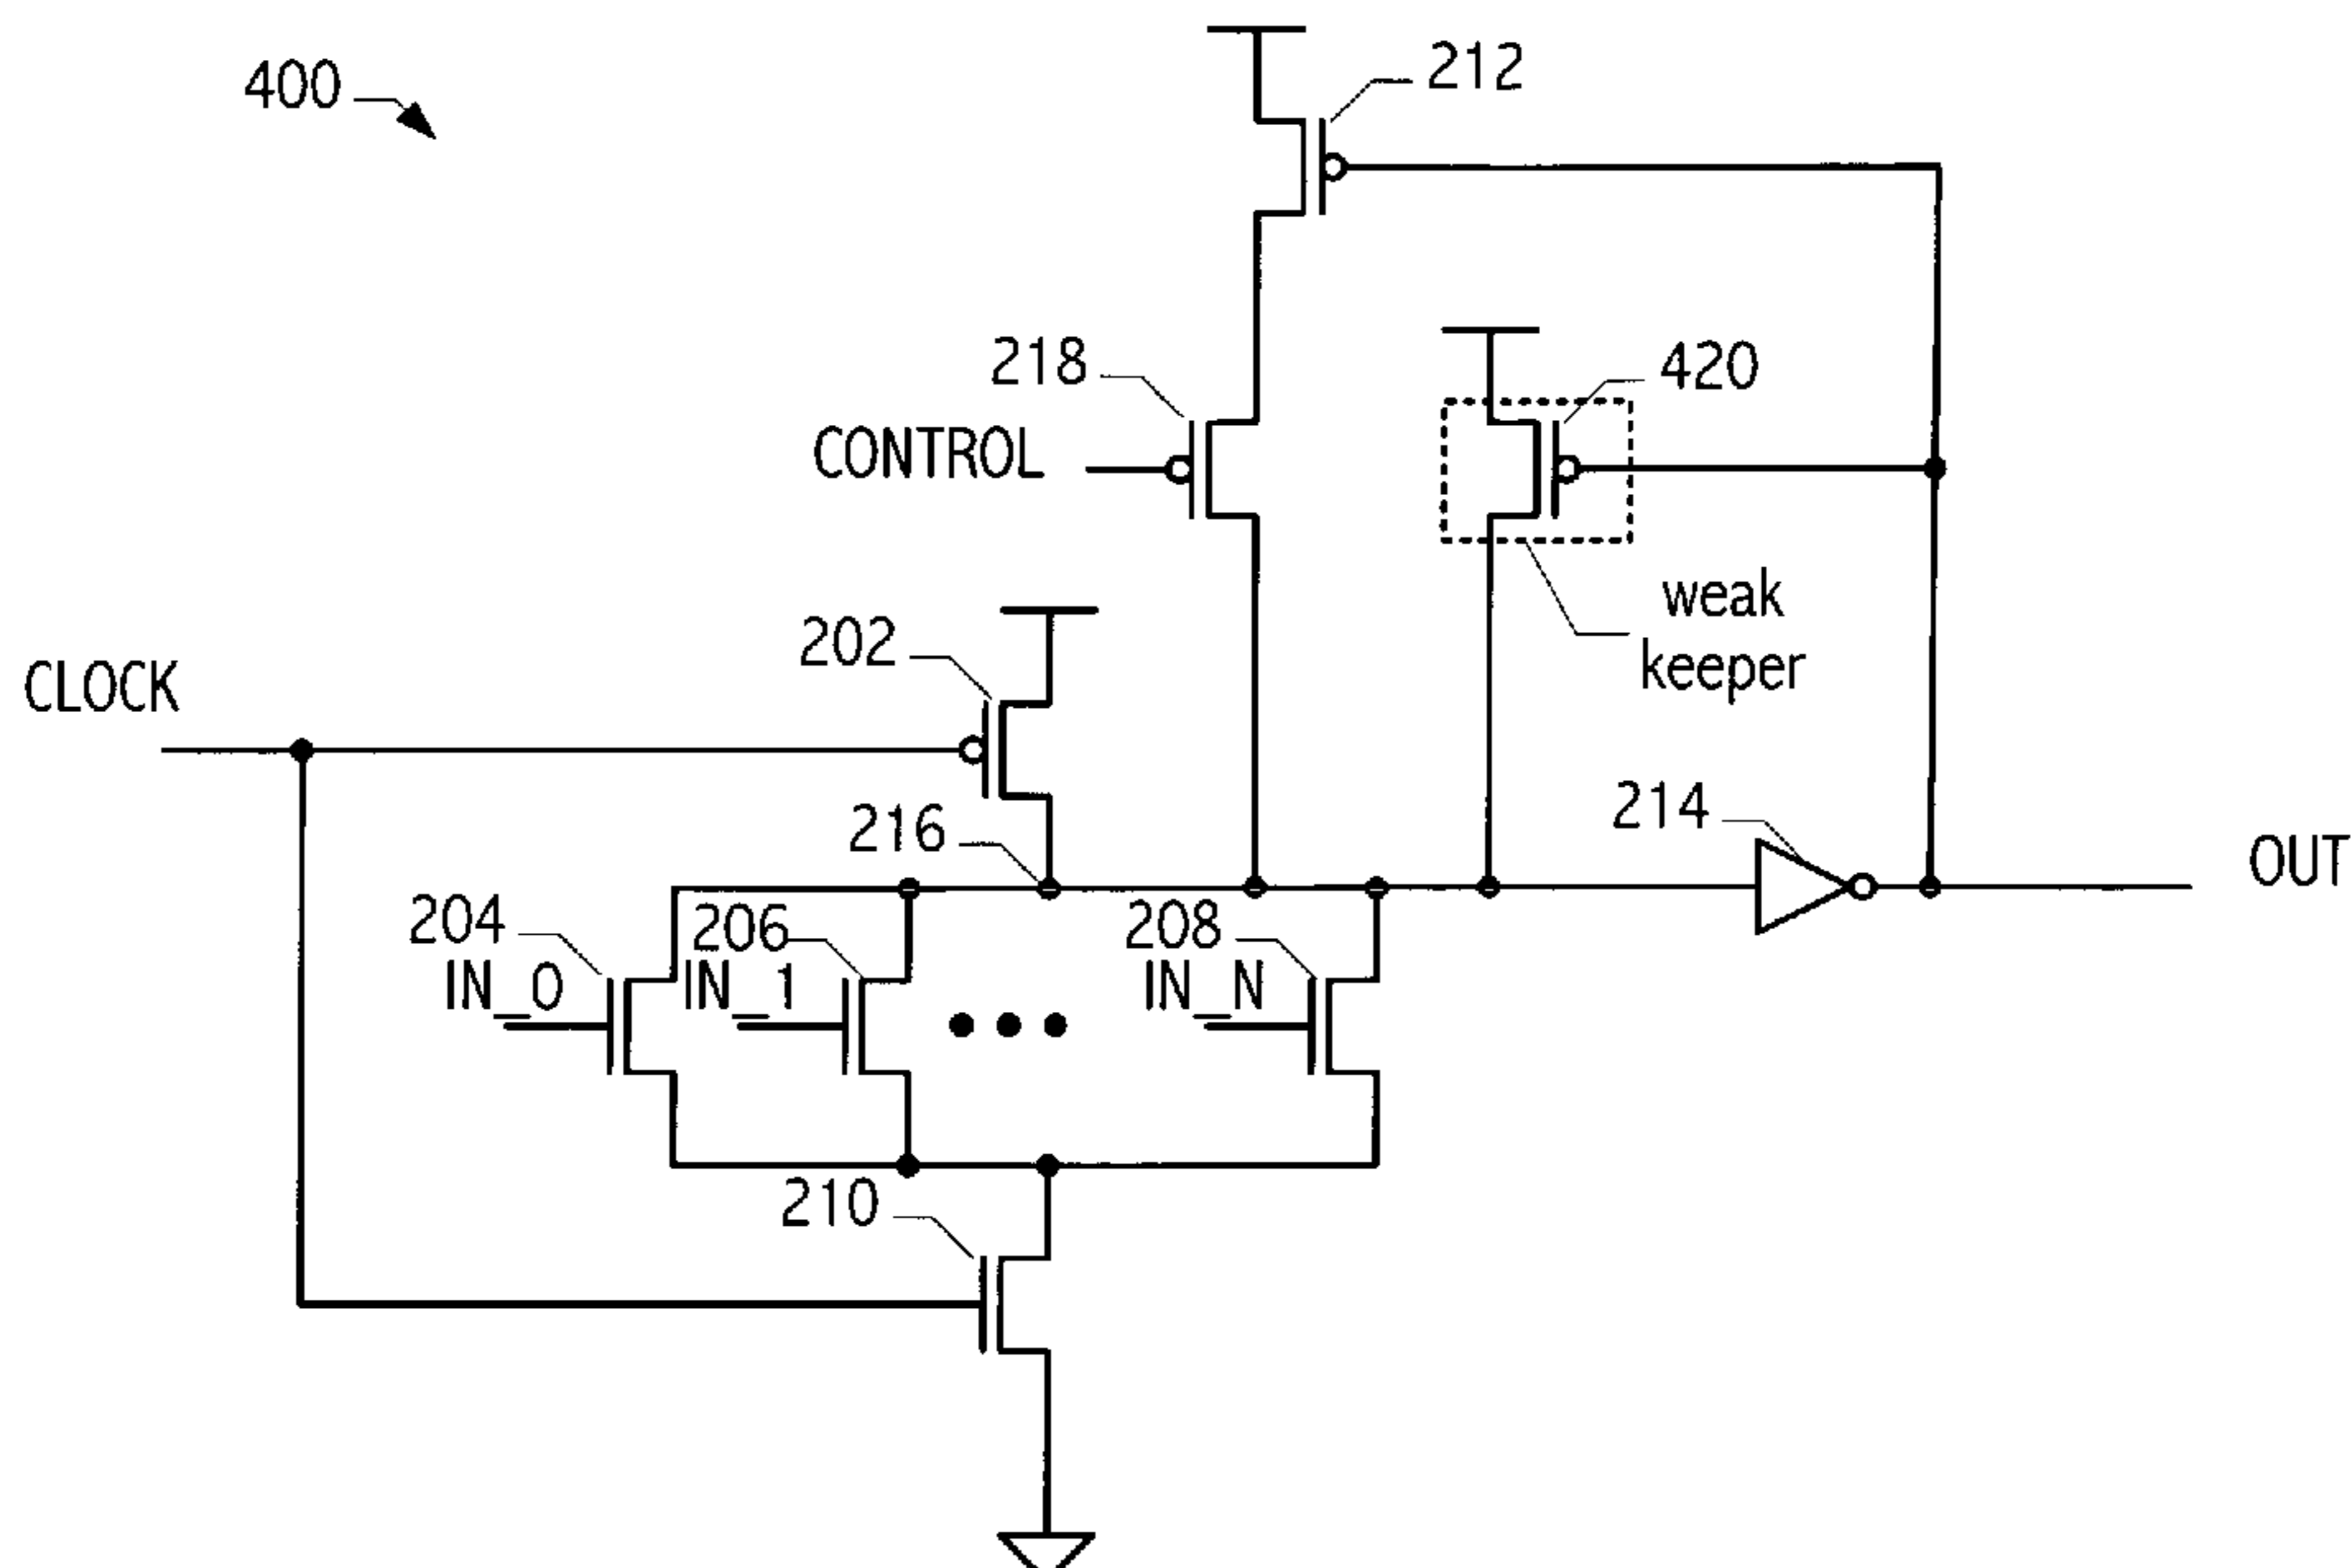 400
212
218
CONTROL
420
weak
keeper
202
CLOCK
216
214
OUT
204
IN_0
206
IN_1
208
IN_N
210